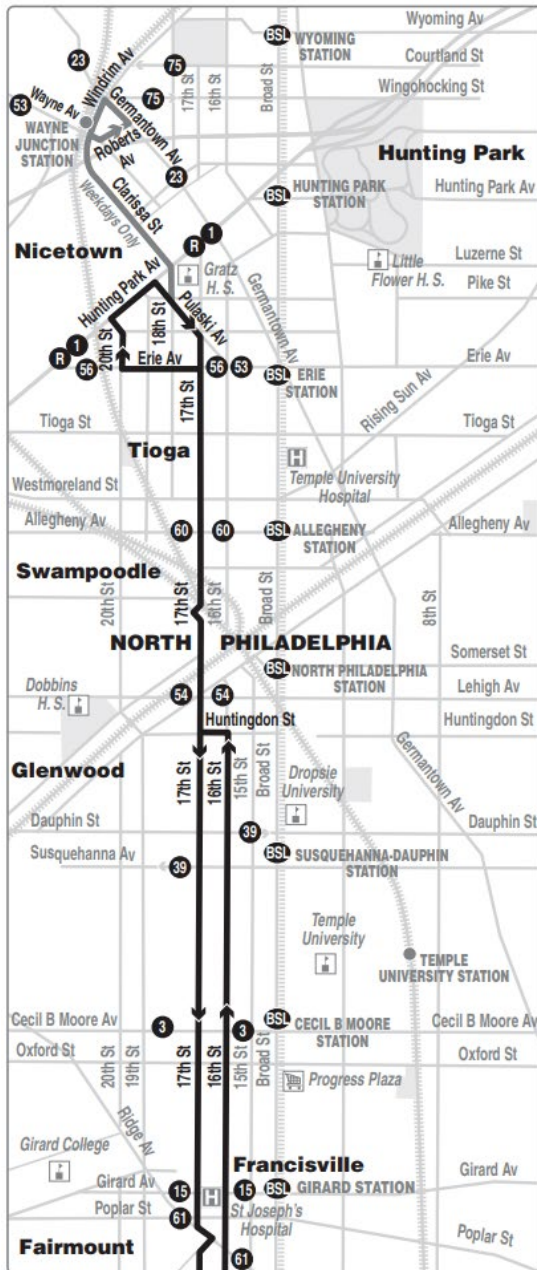 BSL
WYOMING
STATION
Wyoming Av
23
75
Courtland St
Windrim Av
17th St
16th St
Broad St
Wingohocking St
53
Wayne Av
75
Germantown Av
WAYNE
JUNCTION
STATION
Roberts
Av
Hunting Park
23
Clarissa St
Weekdays Only
BSL
HUNTING PARK
STATION
Hunting Park Av
Nicetown
R
1
Gratz
H. S.
Germantown Av
Little
Flower H. S.
Luzerne St
Pike St
Hunting Park Av
18th St
Pulaski Av
R
1
56
20th St
Erie Av
56
53
BSL
ERIE
STATION
Erie Av
17th St
Rising Sun Av
Tioga St
Tioga
Tioga St
H
Temple University
Hospital
Westmoreland St
Allegheny Av
60
60
BSL
ALLEGHENY
STATION
Allegheny Av
Swampoodle
20th St
17th St
16th St
Broad St
8th St
NORTH PHILADELPHIA
Somerset St
BSL
NORTH PHILADELPHIA
STATION
Dobbins
H. S.
54
54
Lehigh Av
Huntingdon St
Huntingdon St
Glenwood
17th St
16th St
15th St
Broad St
Dropsie
University
Germantown Av
Dauphin St
39
Dauphin St
Susquehanna Av
39
BSL
SUSQUEHANNA-DAUPHIN
STATION
Temple
University
TEMPLE
UNIVERSITY STATION
Cecil B Moore Av
3
3
BSL
CECIL B MOORE
STATION
Cecil B Moore Av
Oxford St
20th St
19th St
17th St
16th St
15th St
Broad St
Oxford St
Progress Plaza
Ridge Av
Girard College
Francisville
Girard Av
15
H
15
BSL
GIRARD STATION
Girard Av
Poplar St
61
St Joseph's
Hospital
Poplar St
Fairmount
61